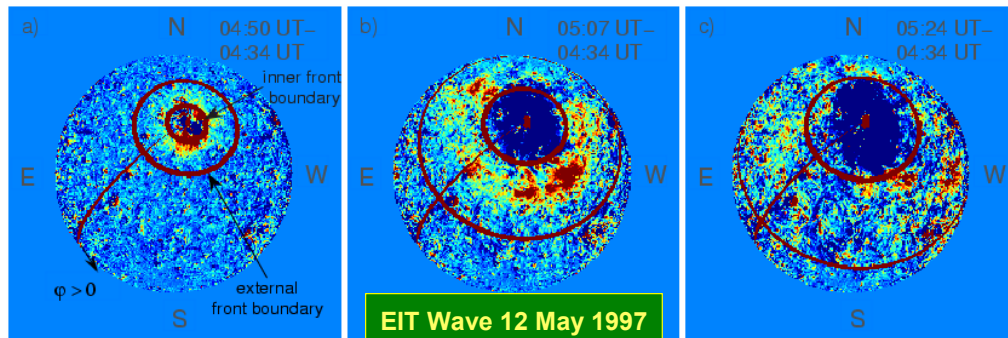 a)
N
04:50 UT–
04:34 UT
inner front
boundary
E
W
φ > 0
external
front boundary
S
b)
N
05:07 UT–
04:34 UT
E
W
EIT Wave 12 May 1997
c)
N
05:24 UT–
04:34 UT
E
W
S